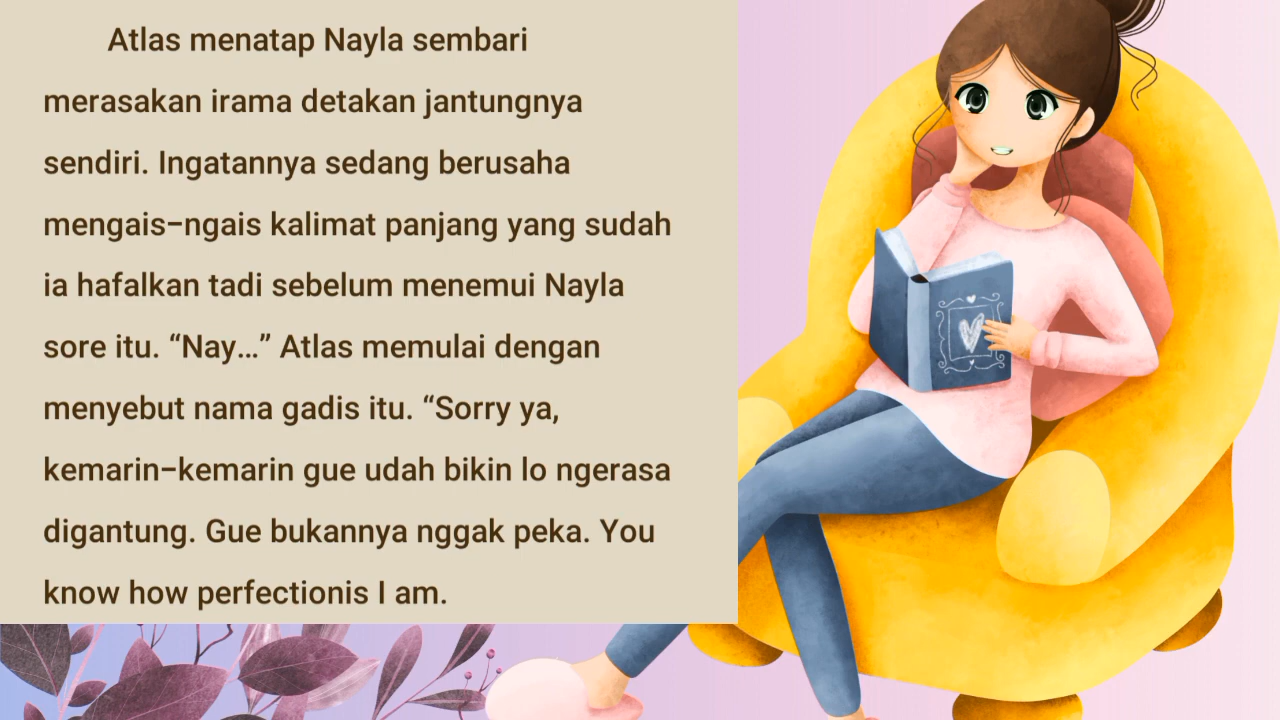 Atlas menatap Nayla sembari
merasakan irama detakan jantungnya
sendiri. Ingatannya sedang berusaha
mengais-ngais kalimat panjang yang sudah
ia hafalkan tadi sebelum menemui Nayla
sore itu. “Nay…” Atlas memulai dengan
menyebut nama gadis itu. “Sorry ya,
kemarin-kemarin gue udah bikin lo ngerasa
digantung. Gue bukannya nggak peka. You
know how perfectionis I am.